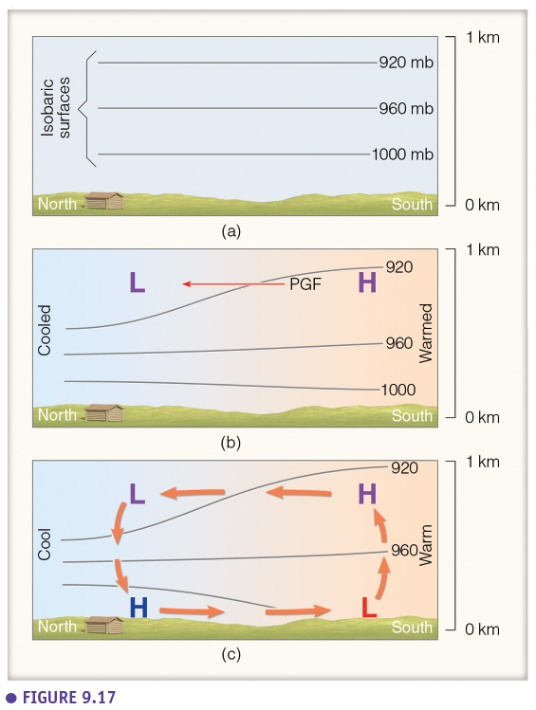 1 km
Isobaric
surfaces
920 mb
960 mb
1000 mb
North
South
0 km
(a)
1 km
920
L
PGF
H
Cooled
Warmed
960
1000
North
South
0 km
(b)
1 km
920
L
H
Cool
960
Warm
H
L
North
South
0 km
(c)
● FIGURE 9.17